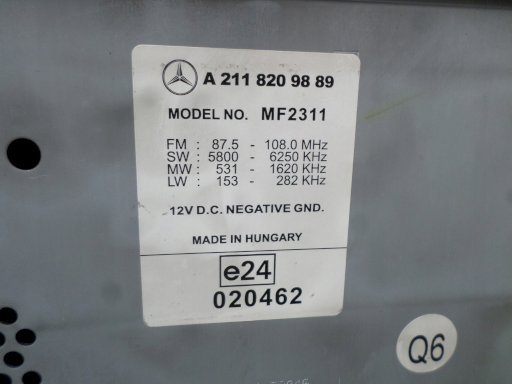 A 211 820 98 89
MODEL NO. MF2311
FM : 87.5 - 108.0 MHz
SW : 5800 - 6250 KHz
MW : 531 - 1620 KHz
LW : 153 - 282 KHz
12V D.C. NEGATIVE GND.
MADE IN HUNGARY
e24
020462
Q6